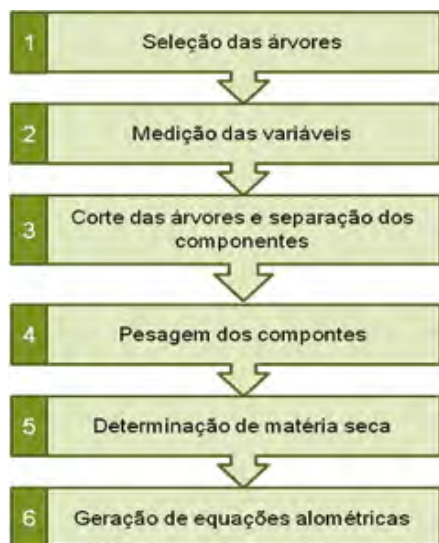 1 Seleção das árvores
2 Medição das variáveis
3 Corte das árvores e separação dos
componentes
4 Pesagem dos compontes
5 Determinação de matéria seca
6 Geração de equações alométricas